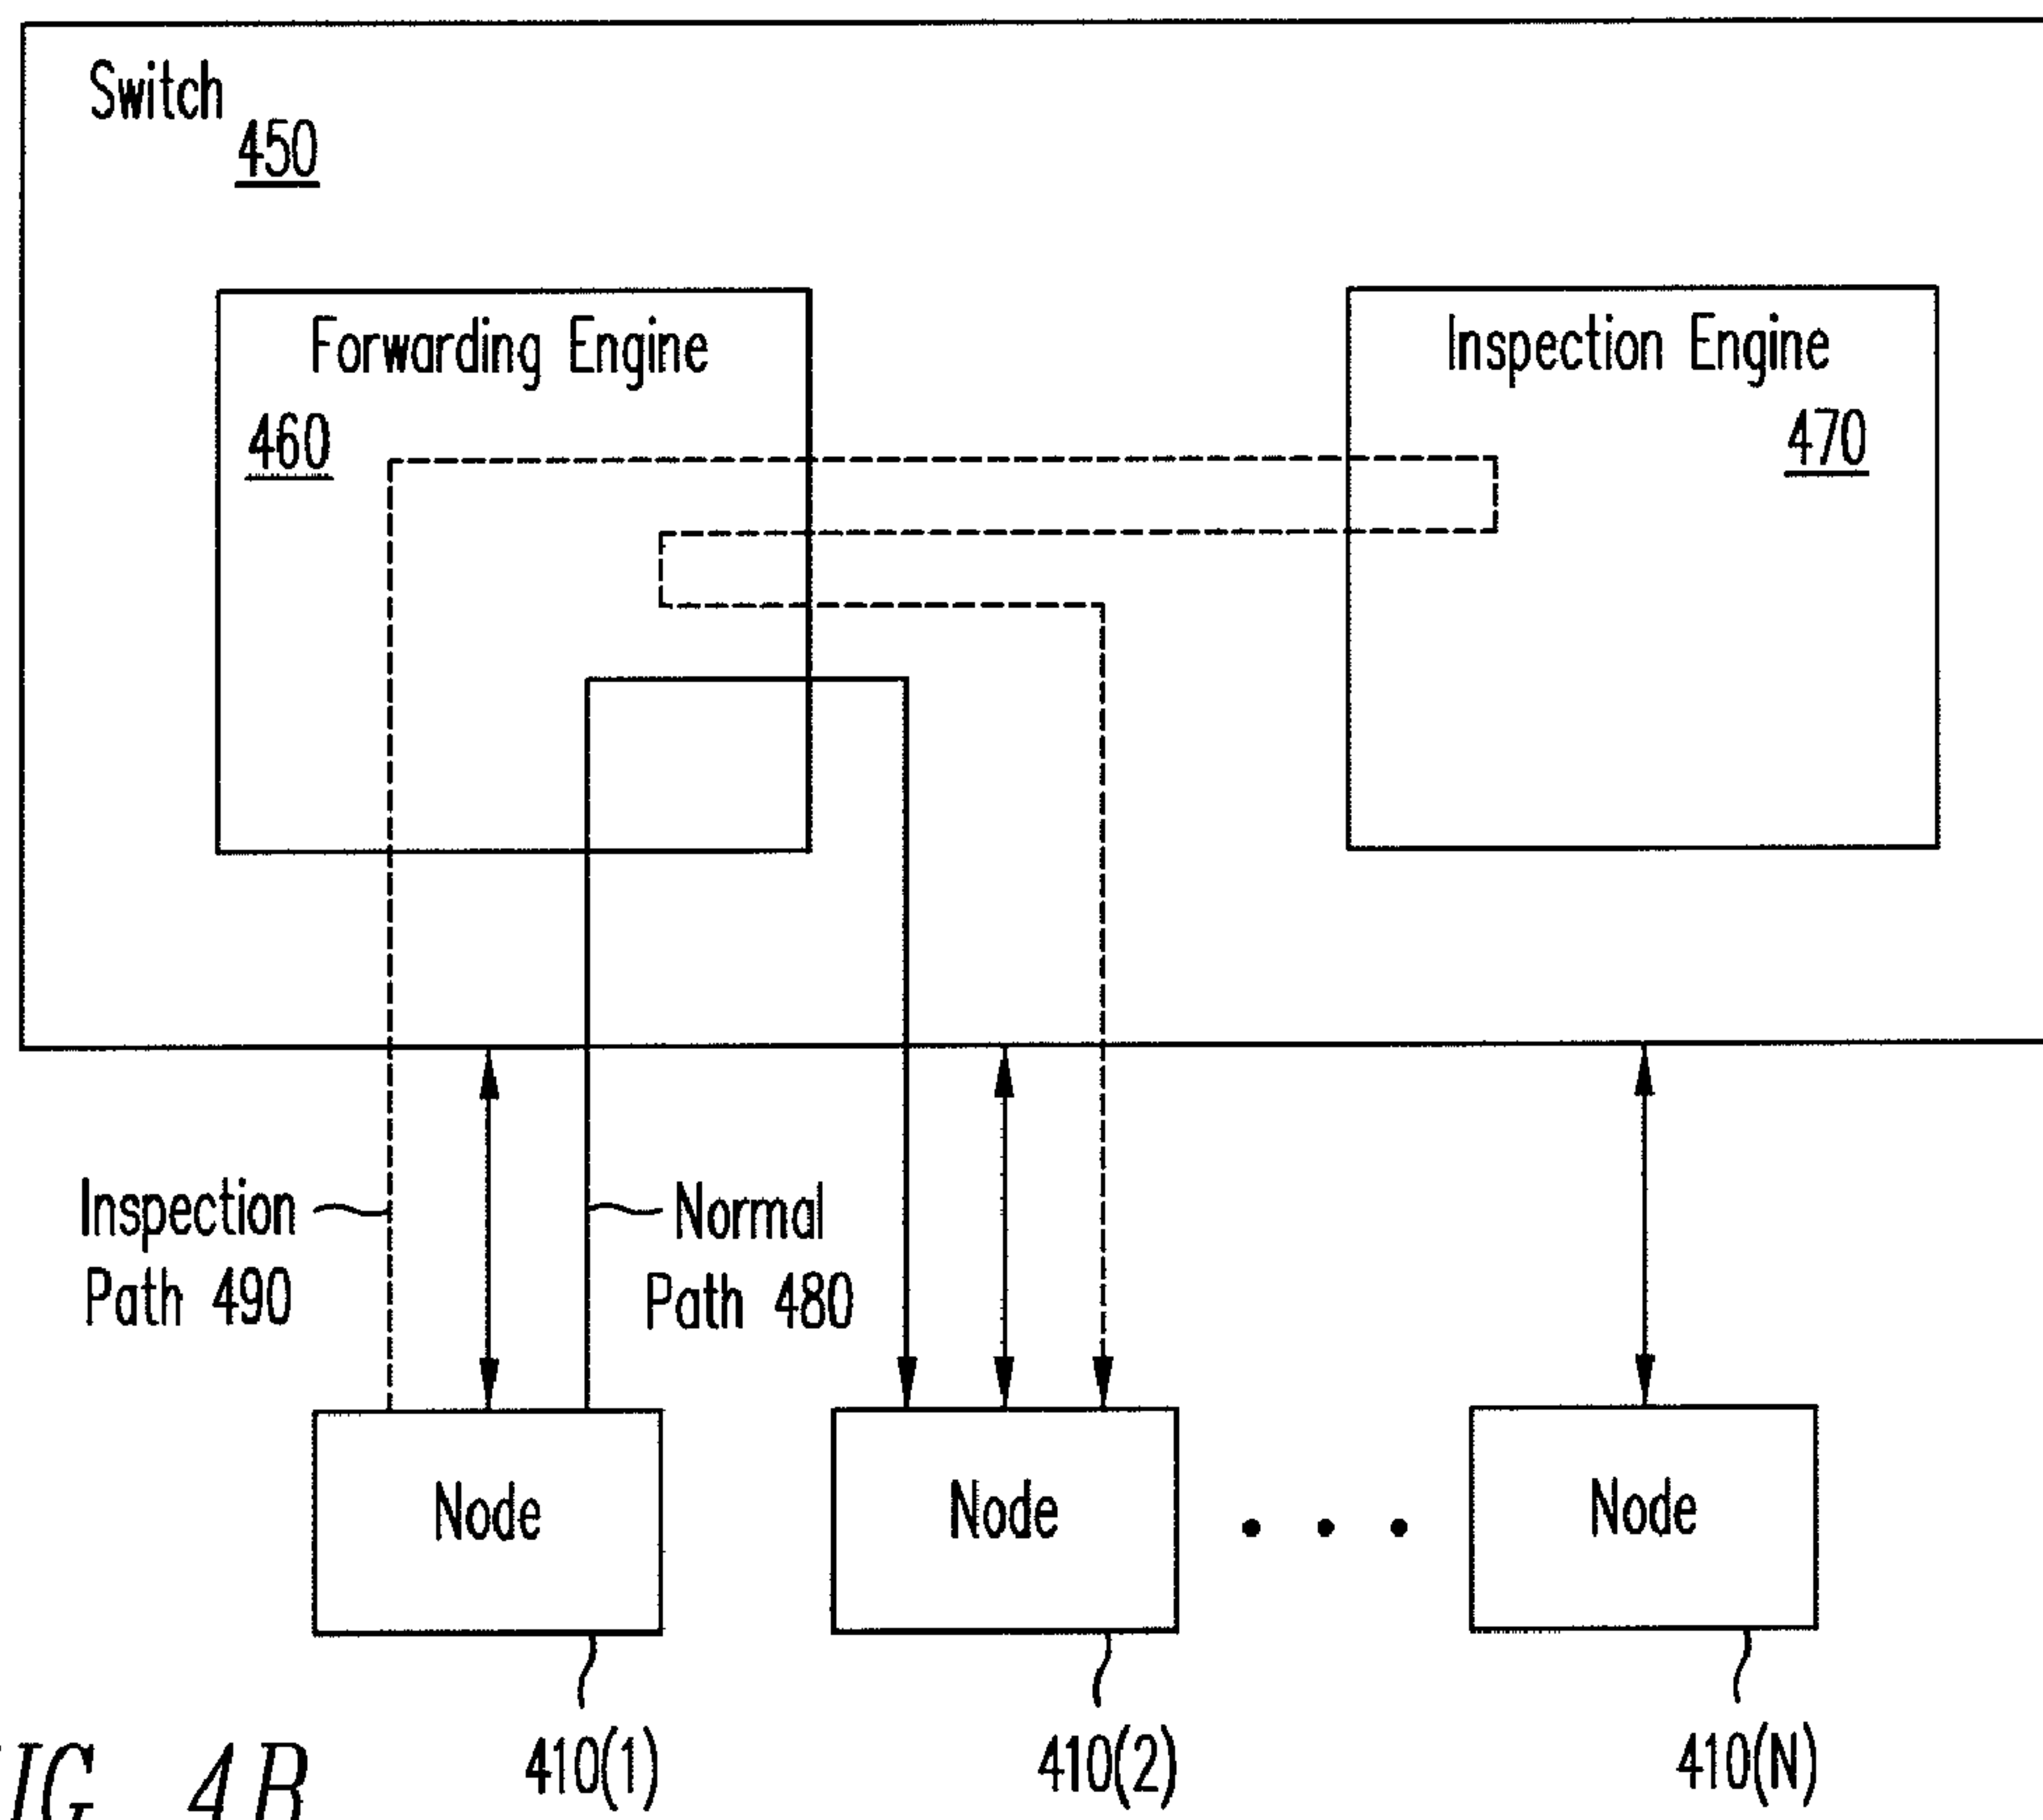 Switch
450
Forwarding Engine
460
Inspection Engine
470
Inspection
Path 490
Normal
Path 480
Node
Node
Node
410(1)
410(2)
410(N)
4B